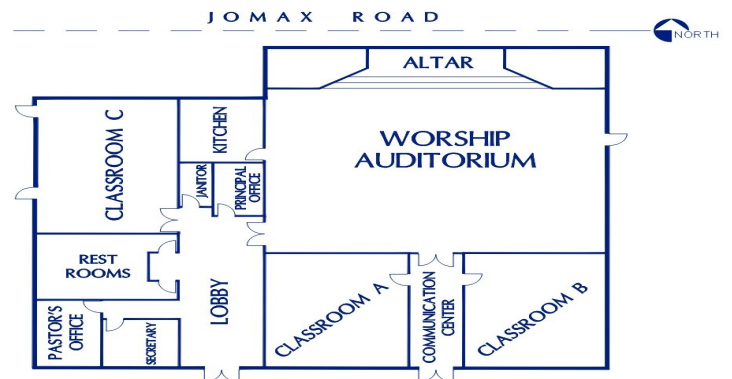 JOMAX ROAD
NORTH
ALTAR
WORSHIP
AUDITORIUM
CLASSROOM C
KITCHEN
JANITOR
PRINCIPAL
OFFICE
REST
ROOMS
LOBBY
PASTOR'S
OFFICE
SECRETARY
CLASSROOM A
COMMUNICATION
CENTER
CLASSROOM B